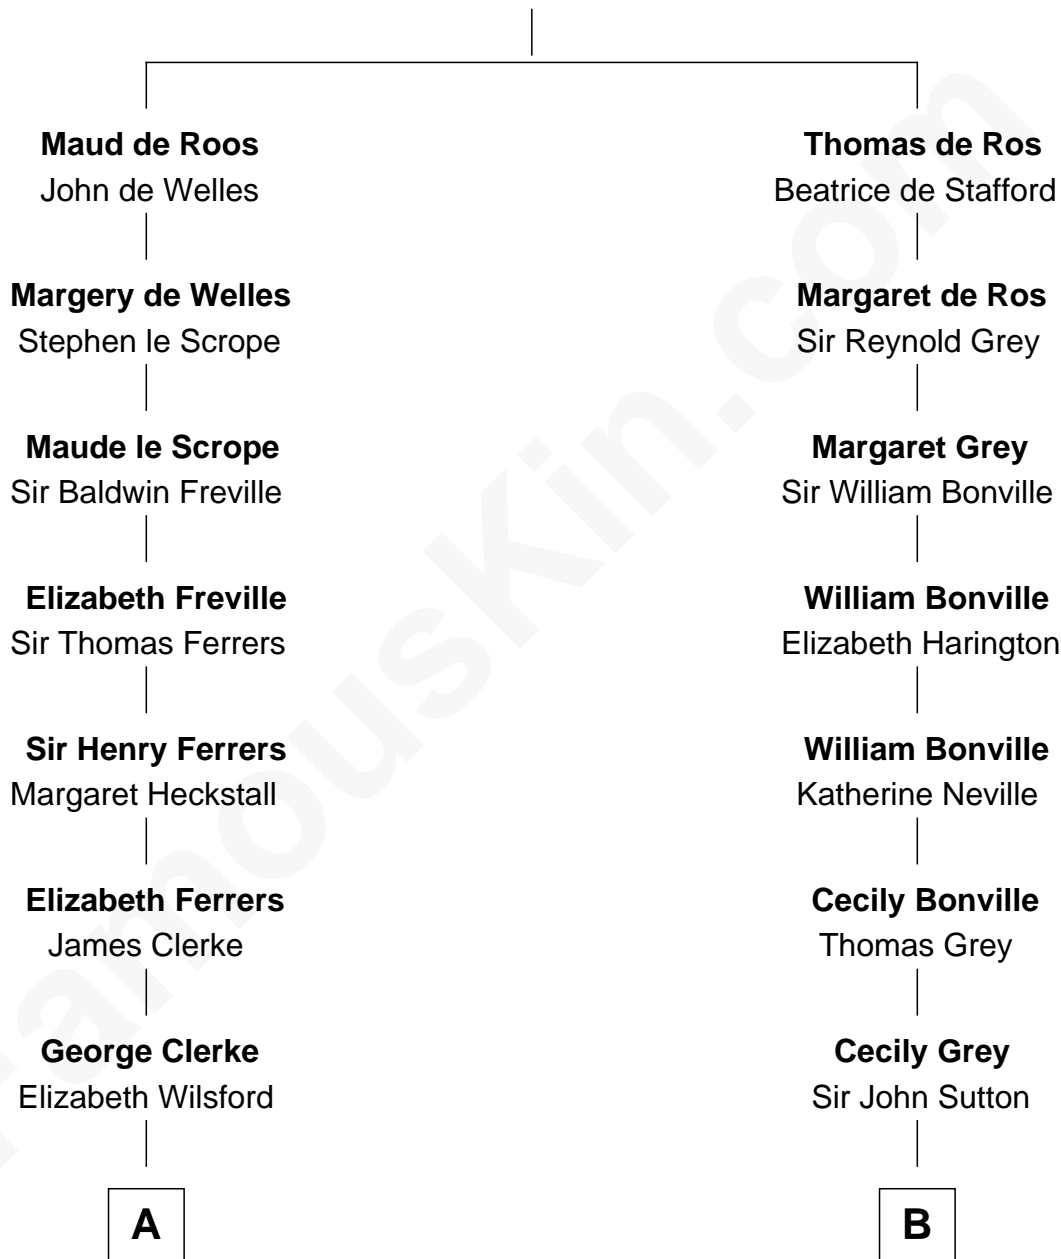 Maud de Roos
John de Welles
Thomas de Ros
Beatrice de Stafford
Margery de Welles
Stephen le Scrope
Margaret de Ros
Sir Reynold Grey
Maude le Scrope
Sir Baldwin Freville
Margaret Grey
Sir William Bonville
Elizabeth Freville
Sir Thomas Ferrers
William Bonville
Elizabeth Harington
Sir Henry Ferrers
Margaret Heckstall
William Bonville
Katherine Neville
Elizabeth Ferrers
James Clerke
Cecily Bonville
Thomas Grey
George Clerke
Elizabeth Wilsford
Cecily Grey
Sir John Sutton
A
B
FamousKin.com